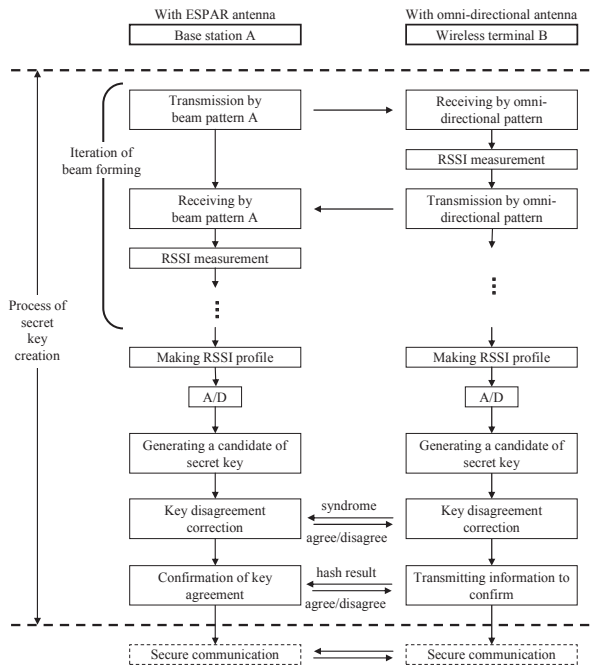 With ESPAR antenna
Base station A
With omni-directional antenna
Wireless terminal B
Transmission by
beam pattern A
Receiving by omni-
directional pattern
Iteration of
beam forming
RSSI measurement
Receiving by
beam pattern A
Transmission by omni-
directional pattern
RSSI measurement
Process of
secret
key
creation
Making RSSI profile
Making RSSI profile
A/D
A/D
Generating a candidate of
secret key
Generating a candidate of
secret key
Key disagreement
correction
syndrome
agree/disagree
Key disagreement
correction
Confirmation of key
agreement
hash result
agree/disagree
Transmitting information to
confirm
Secure communication
Secure communication